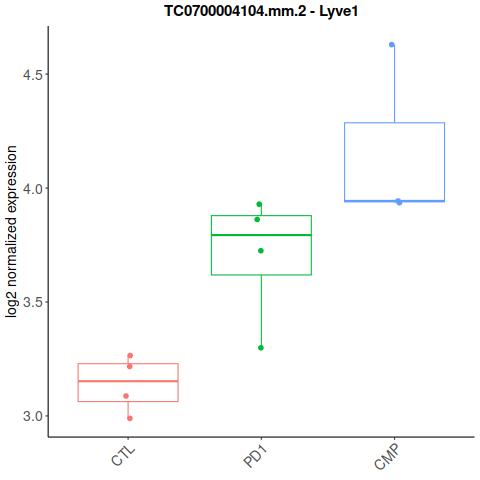 TC0700004104.mm.2 - Lyve1
log2 normalized expression
4.5
4.0
3.5
3.0
CTL
PD1
CMP